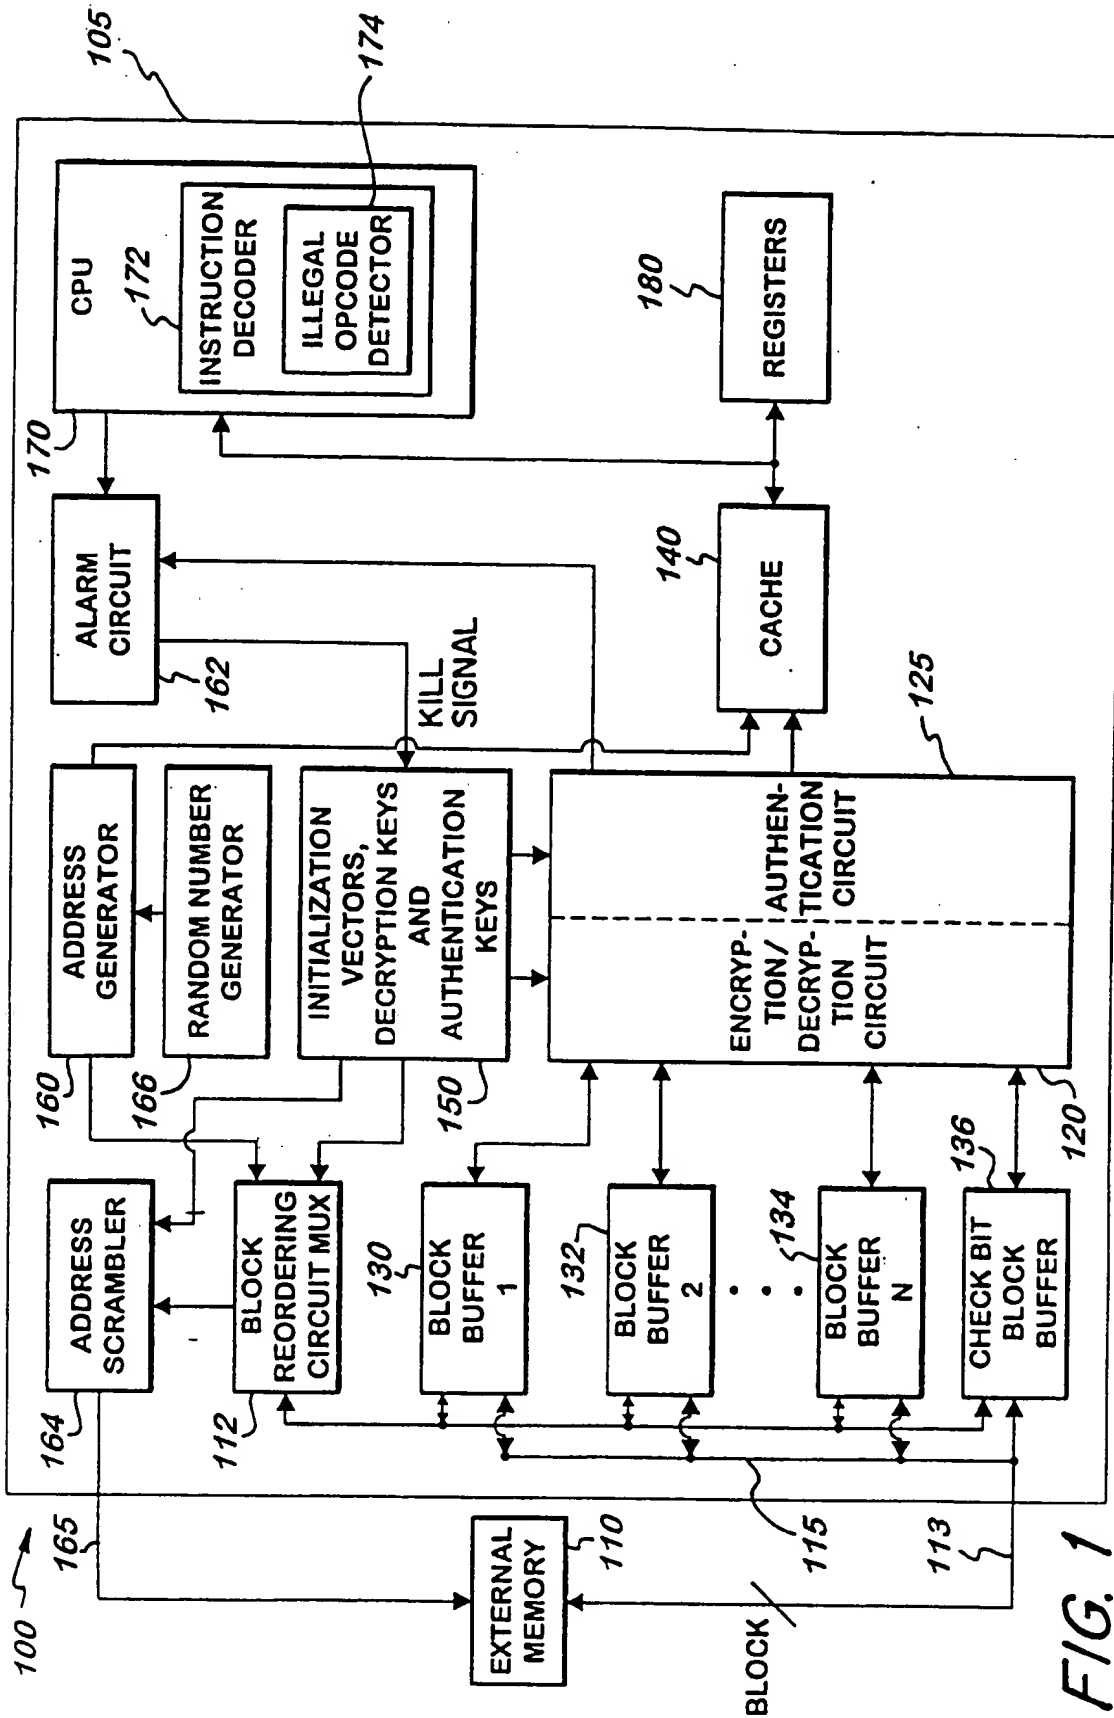 100
165
164
ADDRESS
SCRAMBLER
160
ADDRESS
GENERATOR
166
RANDOM NUMBER
GENERATOR
ALARM
CIRCUIT
162
170
CPU
172
INSTRUCTION
DECODER
ILLEGAL
OPCODE
DETECTOR
105
174
112
BLOCK
REORDERING
CIRCUIT MUX
INITIALIZATION
VECTORS,
DECRYPTION KEYS
AND
AUTHENTICATION
KEYS
150
KILL
SIGNAL
EXTERNAL
MEMORY
110
130
BLOCK
BUFFER
1
132
BLOCK
BUFFER
2
134
BLOCK
BUFFER
N
136
CHECK BIT
BLOCK
BUFFER
120
ENCRYP-
TION/
DECRYP-
TION
CIRCUIT
AUTHEN-
TICATION
CIRCUIT
125
140
CACHE
180
REGISTERS
115
113
BLOCK
FIG. 1